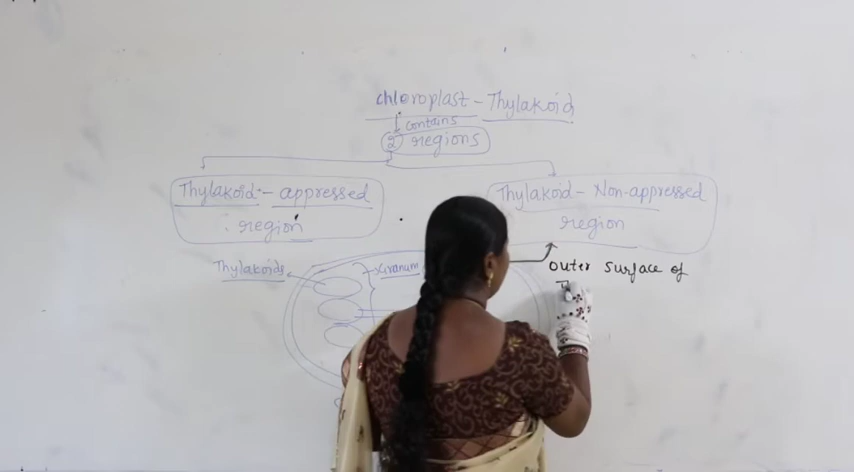 chloroplast - Thylakoid
contains
2 regions
Thylakoid - appressed
region
Thylakoid - Non-appressed
region
Thylakoids
Granum
outer surface of